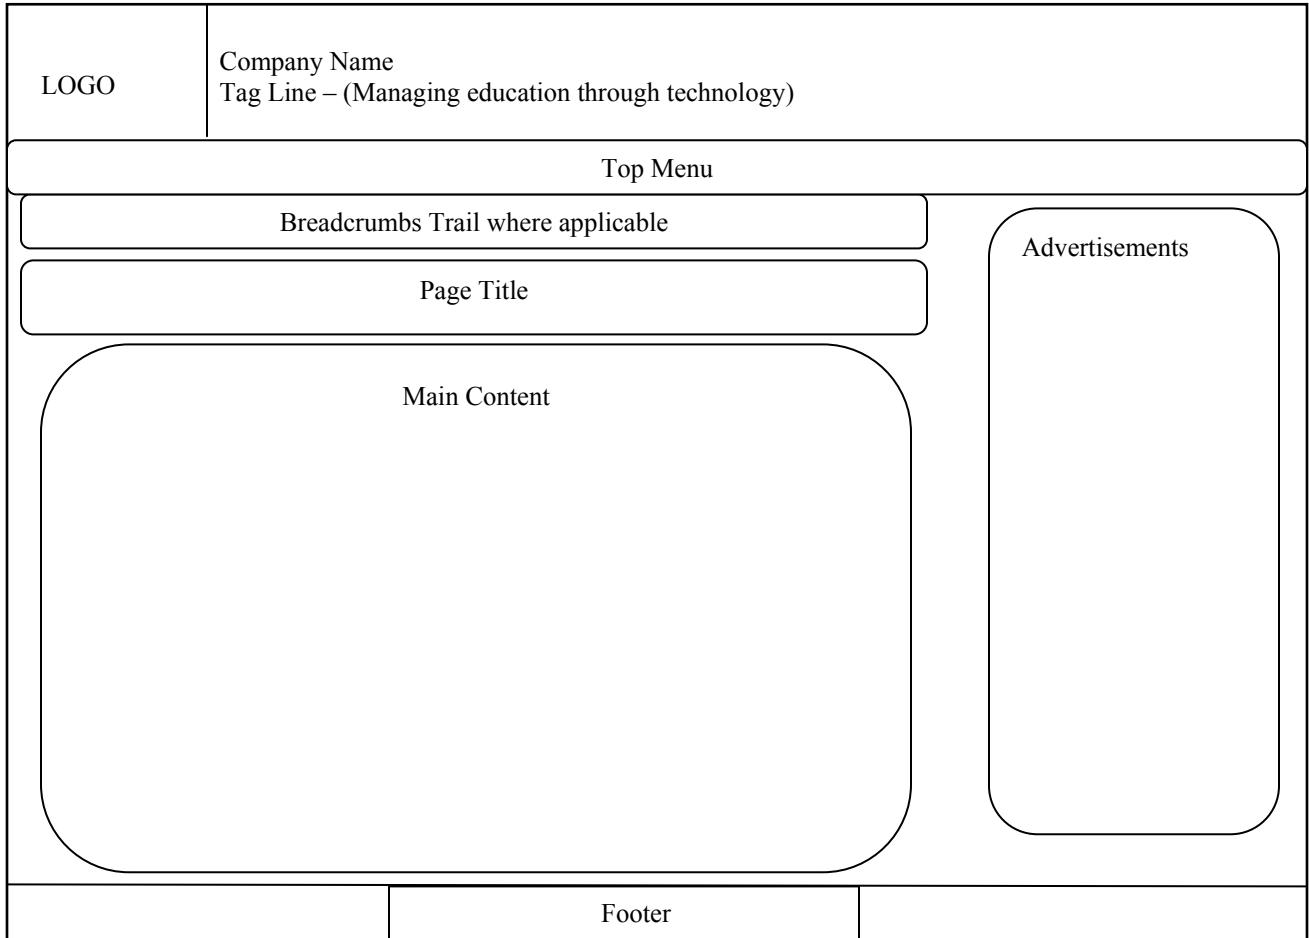 LOGO
Company Name
Tag Line – (Managing education through technology)
Top Menu
Breadcrumbs Trail where applicable
Page Title
Main Content
Advertisements
Footer